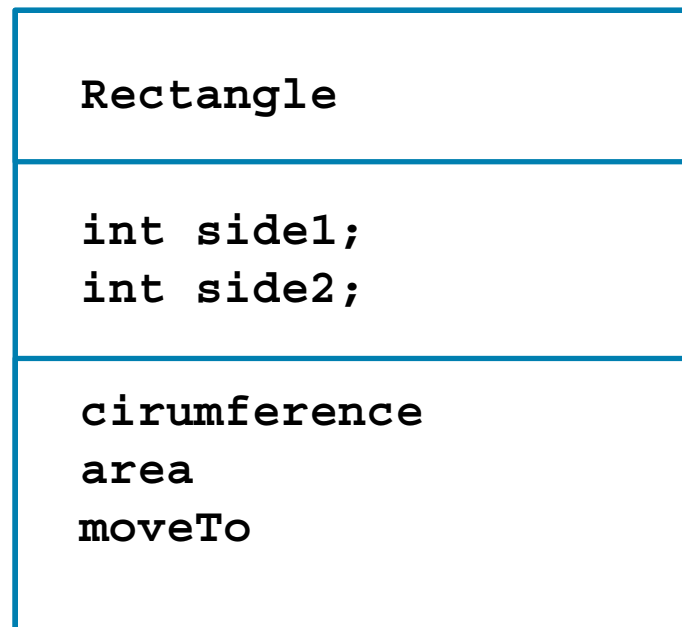 Rectangle
int side1;
int side2;
cirumference
area
moveTo